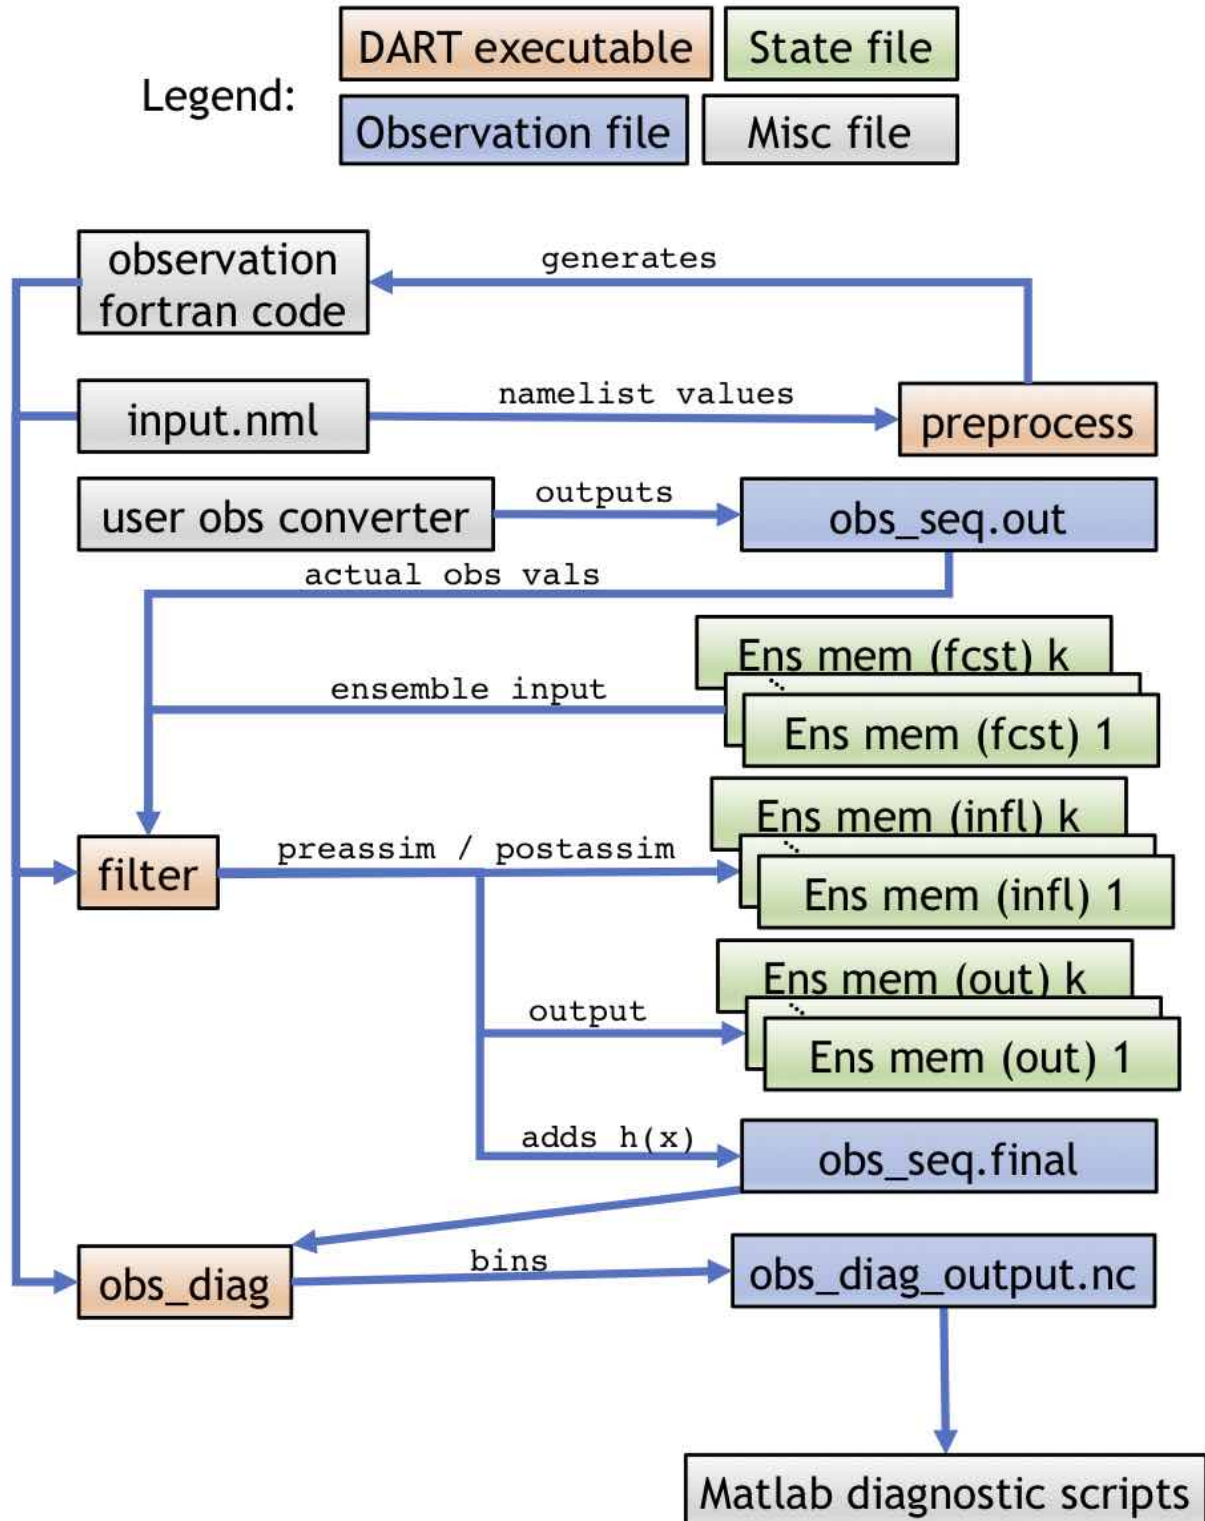 Legend:
DART executable
State file
Observation file
Misc file
observation
fortran code
generates
input.nml
namelist values
preprocess
user obs converter
outputs
obs_seq.out
actual obs vals
Ens mem (fcst) k
...
ensemble input
Ens mem (fcst) 1
Ens mem (infl) k
...
filter
preassim / postassim
Ens mem (infl) 1
Ens mem (out) k
...
output
Ens mem (out) 1
adds h(x)
obs_seq.final
obs_diag
bins
obs_diag_output.nc
Matlab diagnostic scripts